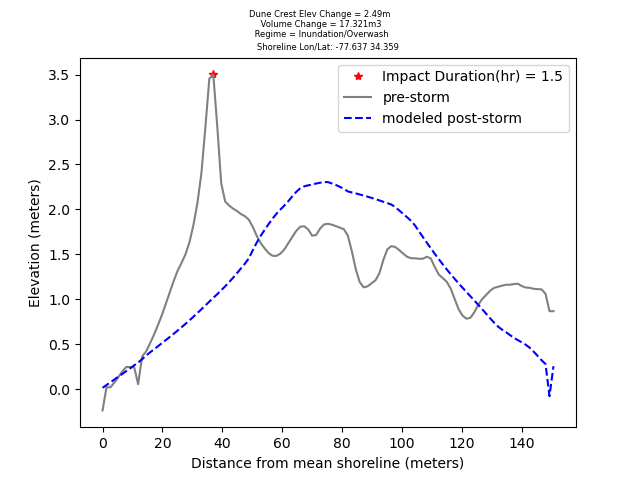 Dune Crest Elev Change = 2.49m
Volume Change = 17.321m3
Regime = Inundation/Overwash
Shoreline Lon/Lat: -77.637 34.359
Impact Duration(hr) = 1.5
pre-storm
modeled post-storm
Elevation (meters)
3.5
3.0
2.5
2.0
1.5
1.0
0.5
0.0
0 20 40 60 80 100 120 140
Distance from mean shoreline (meters)